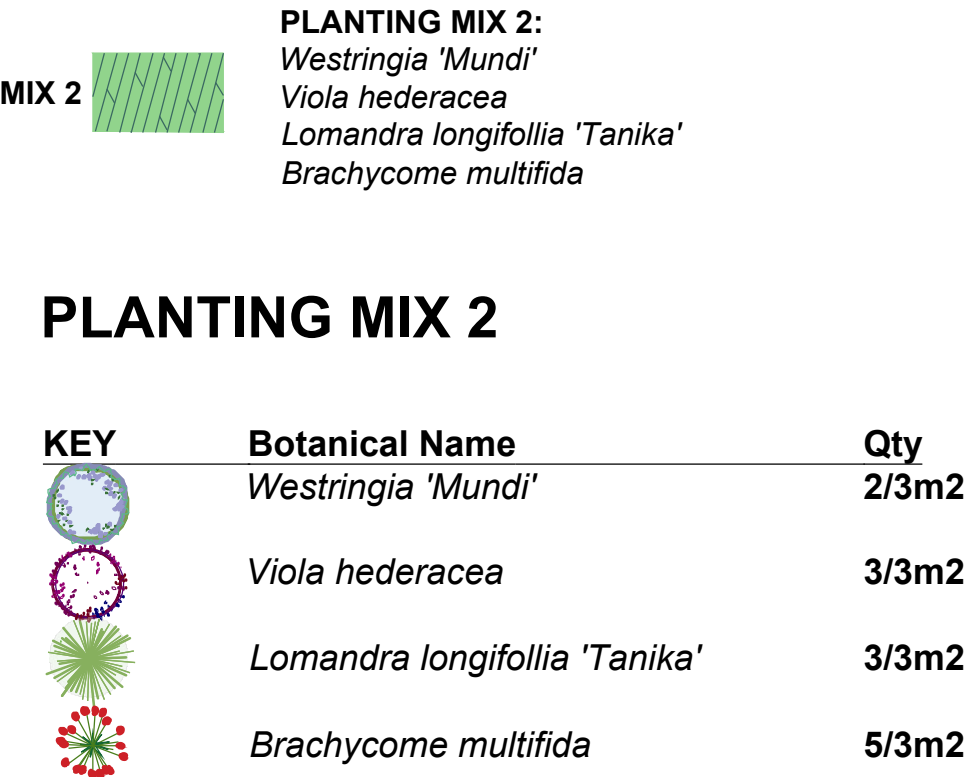 PLANTING MIX 2:
Westringia 'Mundi'
MIX 2
Viola hederacea
Lomandra longifollia 'Tanika'
Brachycome multifida
PLANTING MIX 2
KEY Botanical Name Qty
Westringia 'Mundi' 2/3m2
Viola hederacea 3/3m2
Lomandra longifollia 'Tanika' 3/3m2
Brachycome multifida 5/3m2